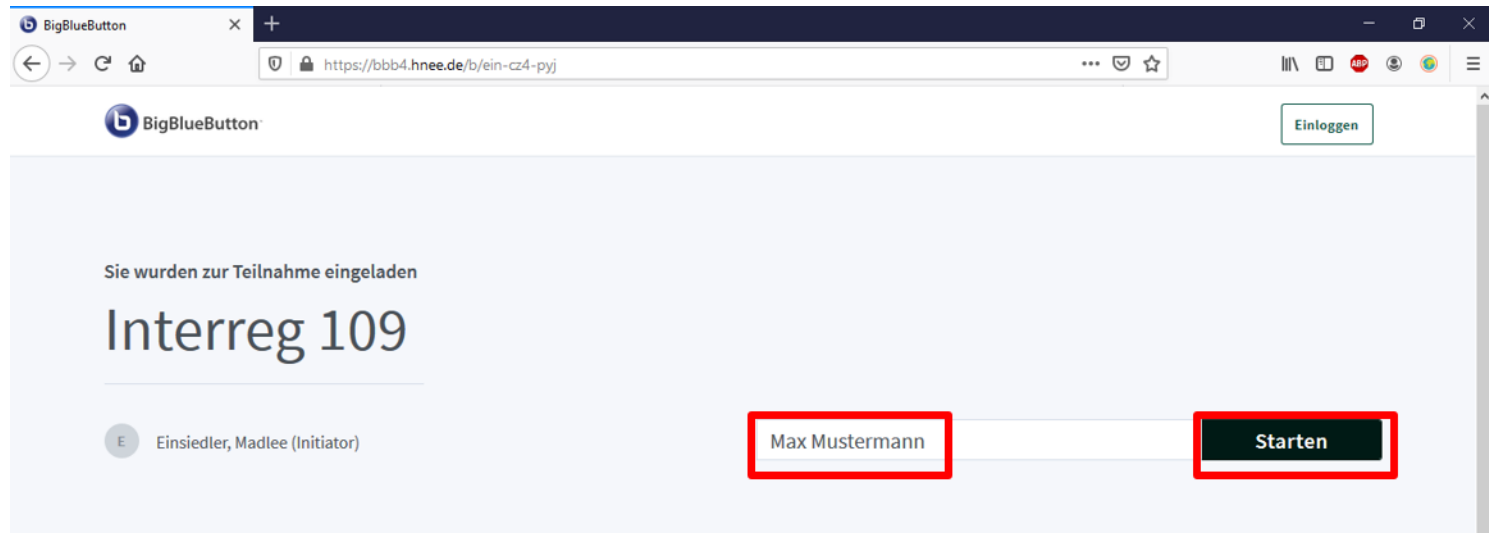 BigBlueButton
https://bbb4.hnee.de/b/ein-cz4-pyj
ABP
BigBlueButton
Einloggen
Sie wurden zur Teilnahme eingeladen
Interreg 109
E Einsiedler, Madlee (Initiator)
Max Mustermann
Starten